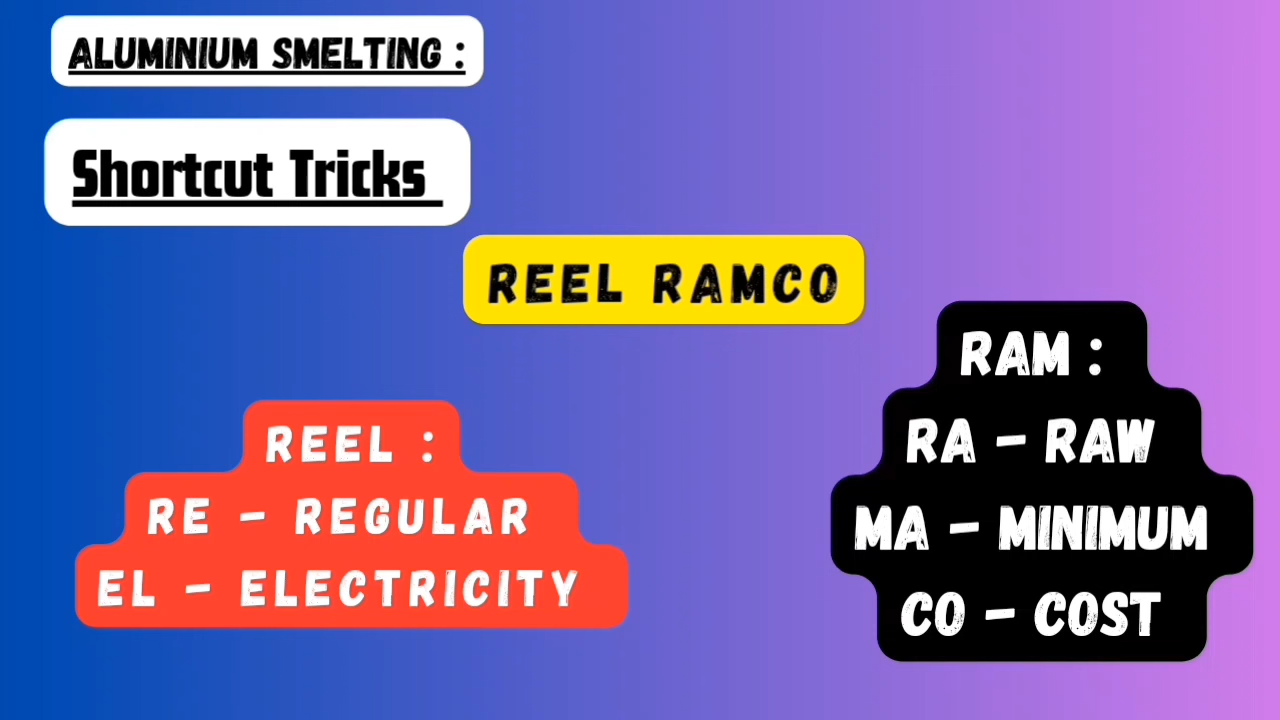 ALUMINIUM SMELTING :
Shortcut Tricks
REEL RAMCO
REEL :
RE – REGULAR
EL – ELECTRICITY
RAM :
RA – RAW
MA – MINIMUM
CO – COST